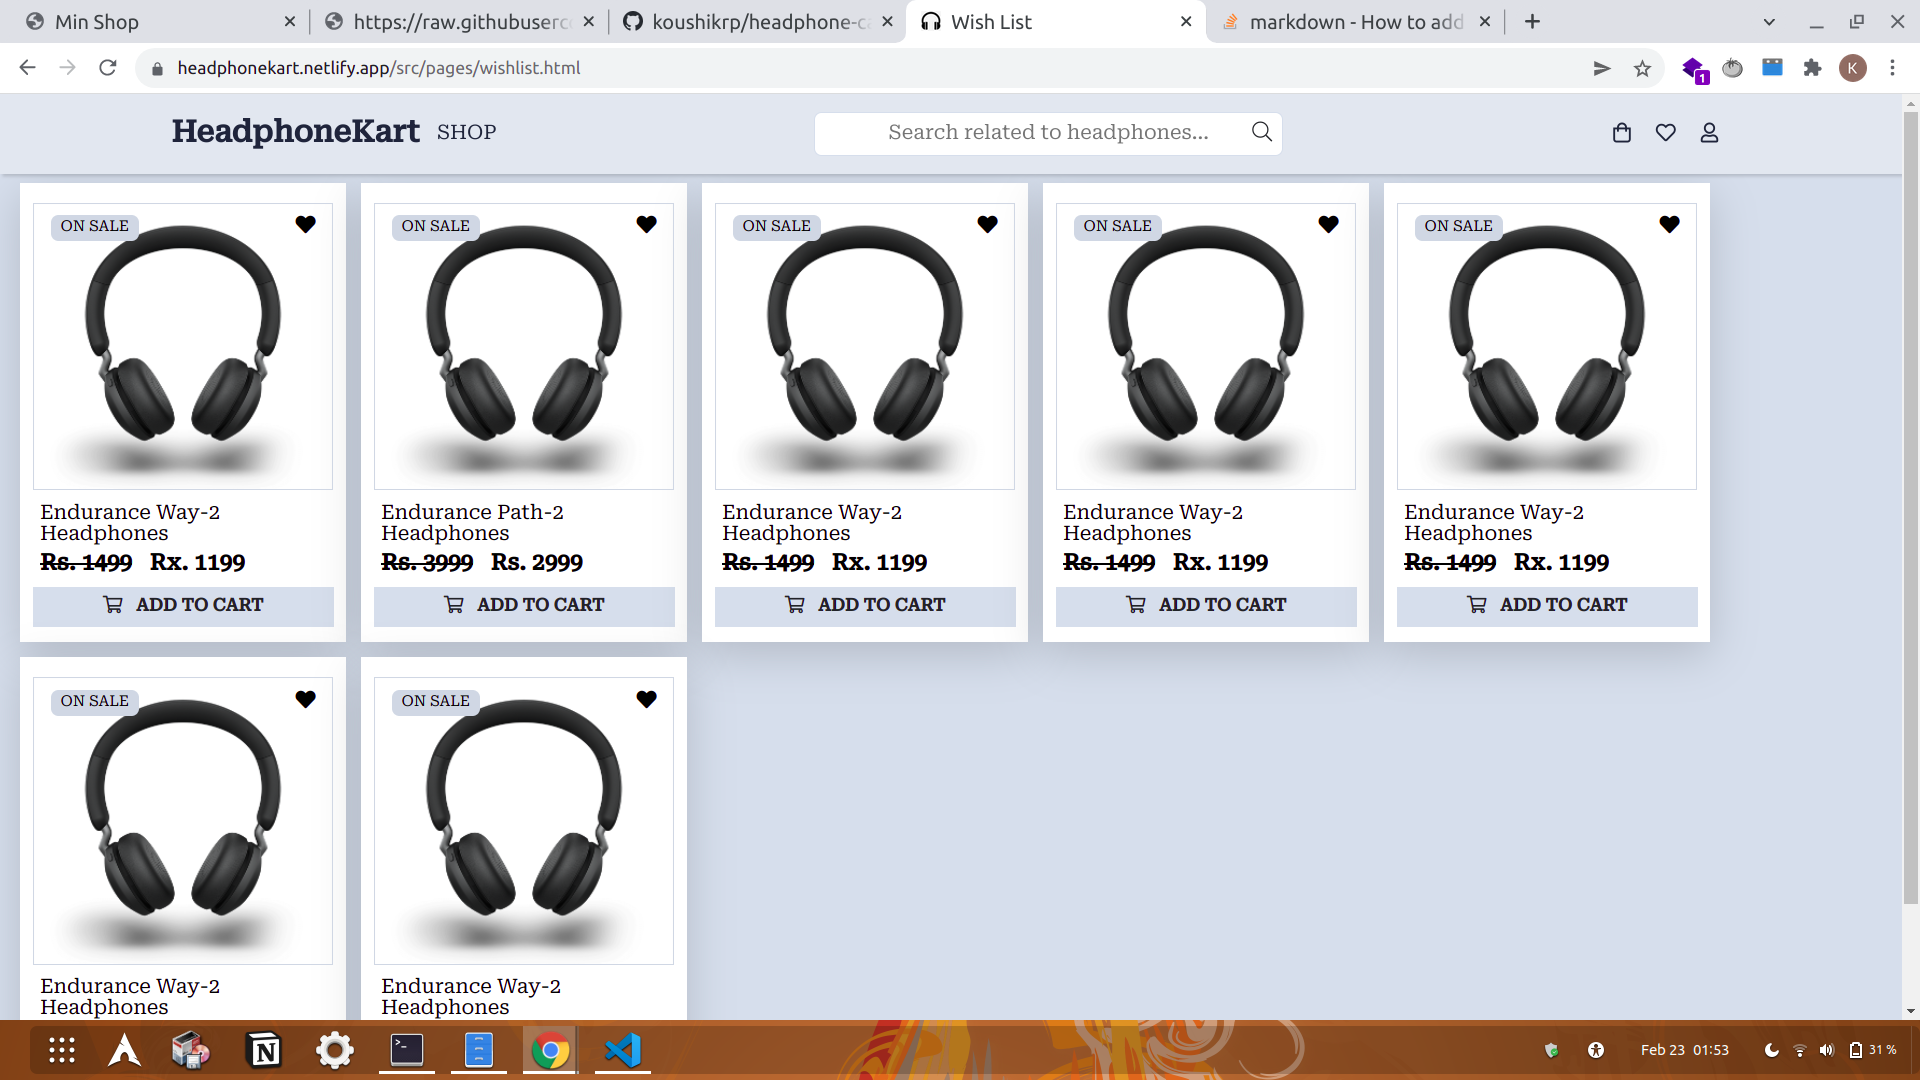 Min Shop
https://raw.githubuserc
koushikrp/headphone-ca
Wish List
markdown - How to add
headphonekart.netlify.app/src/pages/wishlist.html
1
K
HeadphoneKart SHOP
Search related to headphones...
ON SALE
ON SALE
ON SALE
ON SALE
ON SALE
Endurance Way-2
Headphones
Rs. 1499 Rx. 1199
ADD TO CART
Endurance Path-2
Headphones
Rs. 3999 Rs. 2999
ADD TO CART
Endurance Way-2
Headphones
Rs. 1499 Rx. 1199
ADD TO CART
Endurance Way-2
Headphones
Rs. 1499 Rx. 1199
ADD TO CART
Endurance Way-2
Headphones
Rs. 1499 Rx. 1199
ADD TO CART
ON SALE
Endurance Way-2
Headphones
ON SALE
Endurance Way-2
Headphones
Feb 23 01:53
31 %